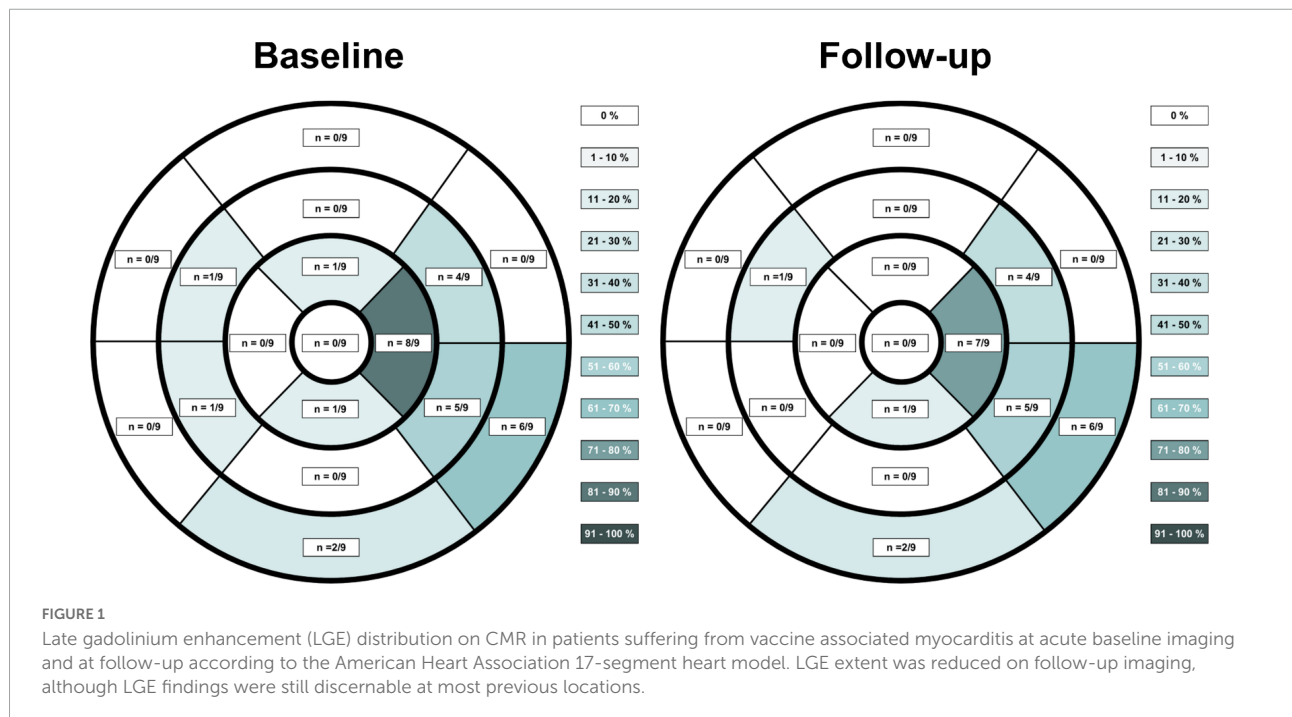 Baseline
Follow-up
n = 0/9
n = 0/9
n = 0/9
n =1/9
n = 1/9
n = 4/9
n = 0/9
n = 0/9
n = 0/9
n = 8/9
n = 0/9
n = 1/9
n = 1/9
n = 5/9
n = 6/9
n = 0/9
n =2/9
0 %
1 - 10 %
11 - 20 %
21 - 30 %
31 - 40 %
41 - 50 %
51 - 60 %
61 - 70 %
71 - 80 %
81 - 90 %
91 - 100 %
n = 0/9
n = 0/9
n = 0/9
n =1/9
n = 0/9
n = 4/9
n = 0/9
n = 0/9
n = 0/9
n = 7/9
n = 0/9
n = 0/9
n = 1/9
n = 5/9
n = 6/9
n = 0/9
n =2/9
0 %
1 - 10 %
11 - 20 %
21 - 30 %
31 - 40 %
41 - 50 %
51 - 60 %
61 - 70 %
71 - 80 %
81 - 90 %
91 - 100 %
FIGURE 1
Late gadolinium enhancement (LGE) distribution on CMR in patients suffering from vaccine associated myocarditis at acute baseline imaging
and at follow-up according to the American Heart Association 17-segment heart model. LGE extent was reduced on follow-up imaging,
although LGE findings were still discernable at most previous locations.